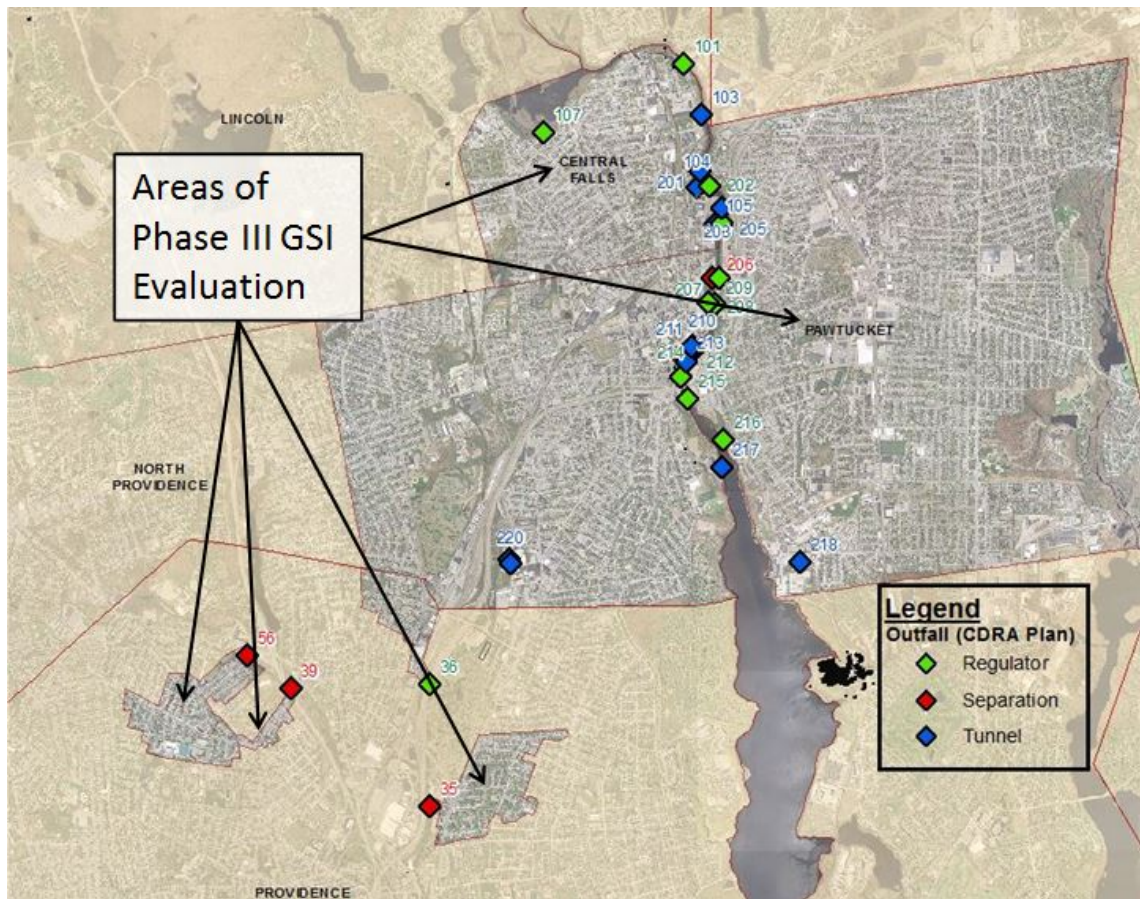 101
103
LINCOLN
107
CENTRAL
FALLS
104
201
202
105
203
205
Areas of
Phase III GSI
Evaluation
206
207
209
210
211
213
PAWTUCKET
214
212
215
216
217
NORTH
PROVIDENCE
220
218
56
39
36
35
Legend
Outfall (CDRA Plan)
Regulator
Separation
Tunnel
PROVIDENCE